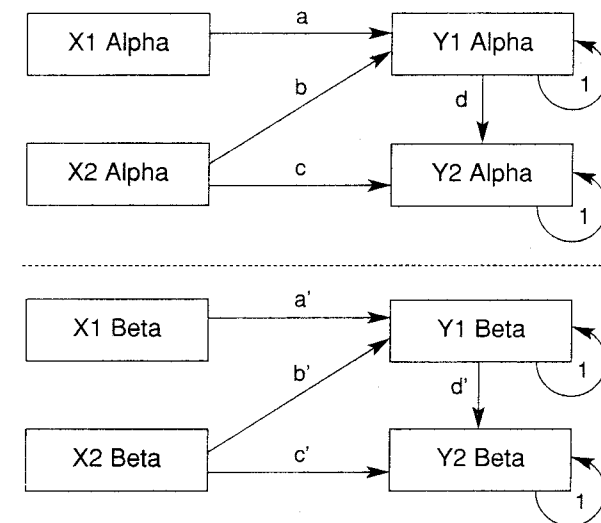 a
X1 Alpha
Y1 Alpha
1
b
d
X2 Alpha
c
Y2 Alpha
1
a'
X1 Beta
Y1 Beta
1
b'
d'
X2 Beta
c'
Y2 Beta
1